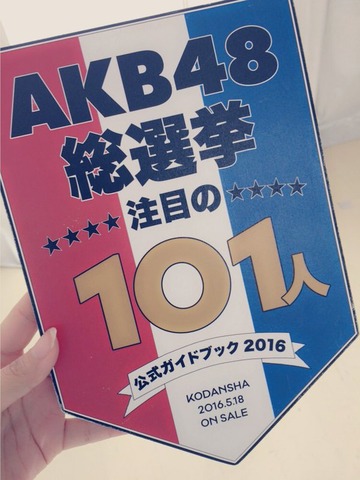 AKB48
総選挙
★★★★注目の★★★★
101人
公式ガイドブック 2016
KODANSHA
2016.5.18
ON SALE